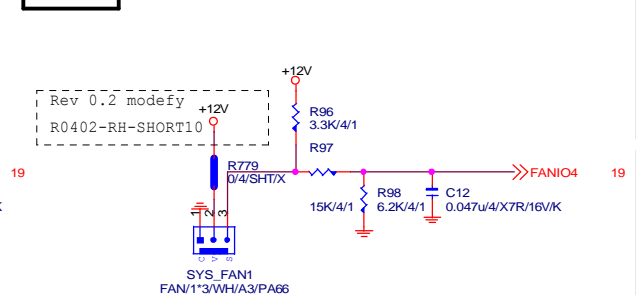 +12V
Rev 0.2 modefy
+12V
R0402-RH-SHORT10
R96
3.3K/4/1
R97
19
R779
0/4/SHT/X
FANIO4
19
R98
6.2K/4/1
C12
0.047u/4/X7R/16V/K
15K/4/1
K
1
2
3
C
V
S
SYS_FAN1
FAN/1*3/WH/A3/PA66